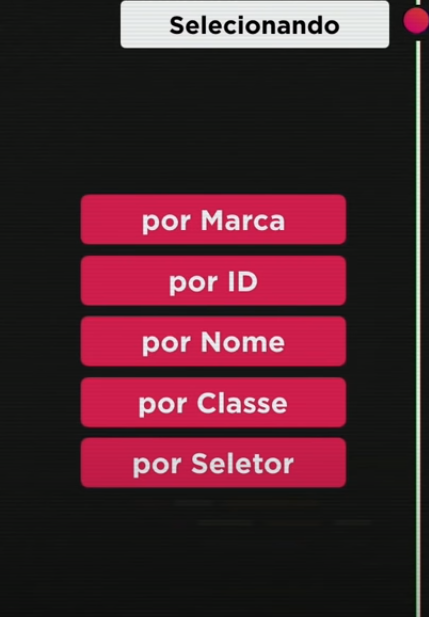 Selecionando
por Marca
por ID
por Nome
por Classe
por Seletor